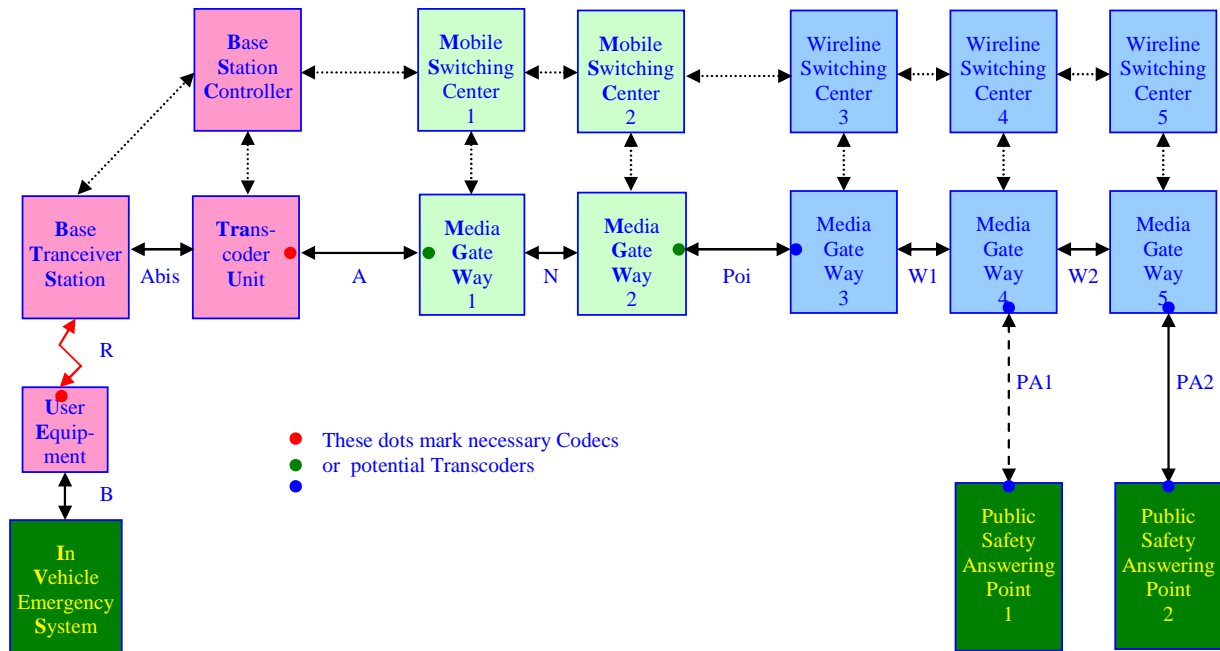 Base
Station
Controller
Mobile
Switching
Center
1
Mobile
Switching
Center
2
Wireline
Switching
Center
3
Wireline
Switching
Center
4
Wireline
Switching
Center
5
Base
Tranceiver
Station
Abis
Trans-
coder
Unit
A
Media
Gate
Way
1
N
Media
Gate
Way
2
Poi
Media
Gate
Way
3
W1
Media
Gate
Way
4
W2
Media
Gate
Way
5
R
PA1
PA2
User
Equip-
ment
These dots mark necessary Codecs
or potential Transcoders
B
In
Vehicle
Emergency
System
Public
Safety
Answering
Point
1
Public
Safety
Answering
Point
2